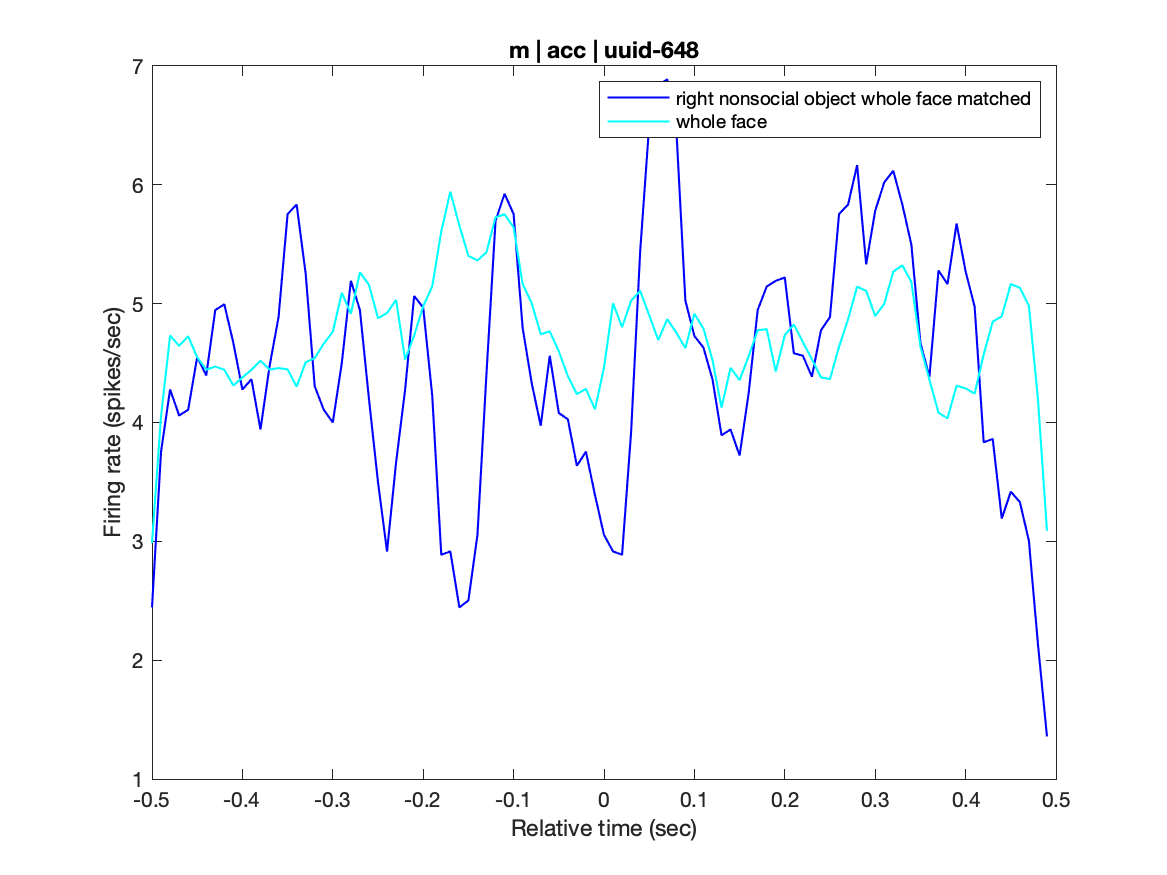 m | acc | uuid-648
7
right nonsocial object whole face matched
whole face
6
5
4
3
2
1
Firing rate (spikes/sec)
-0.5 -0.4 -0.3 -0.2 -0.1 0 0.1 0.2 0.3 0.4 0.5
Relative time (sec)